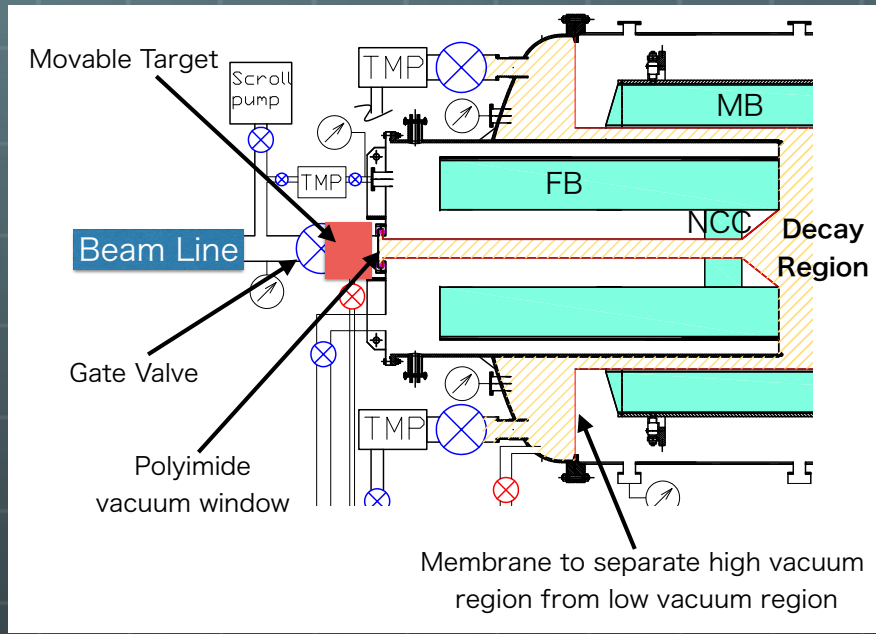 Movable Target
Scroll
pump
TMP
MB
TMP
FB
NCC
Beam Line
Decay
Region
Gate Valve
TMP
Polyimide
vacuum window
Membrane to separate high vacuum
region from low vacuum region